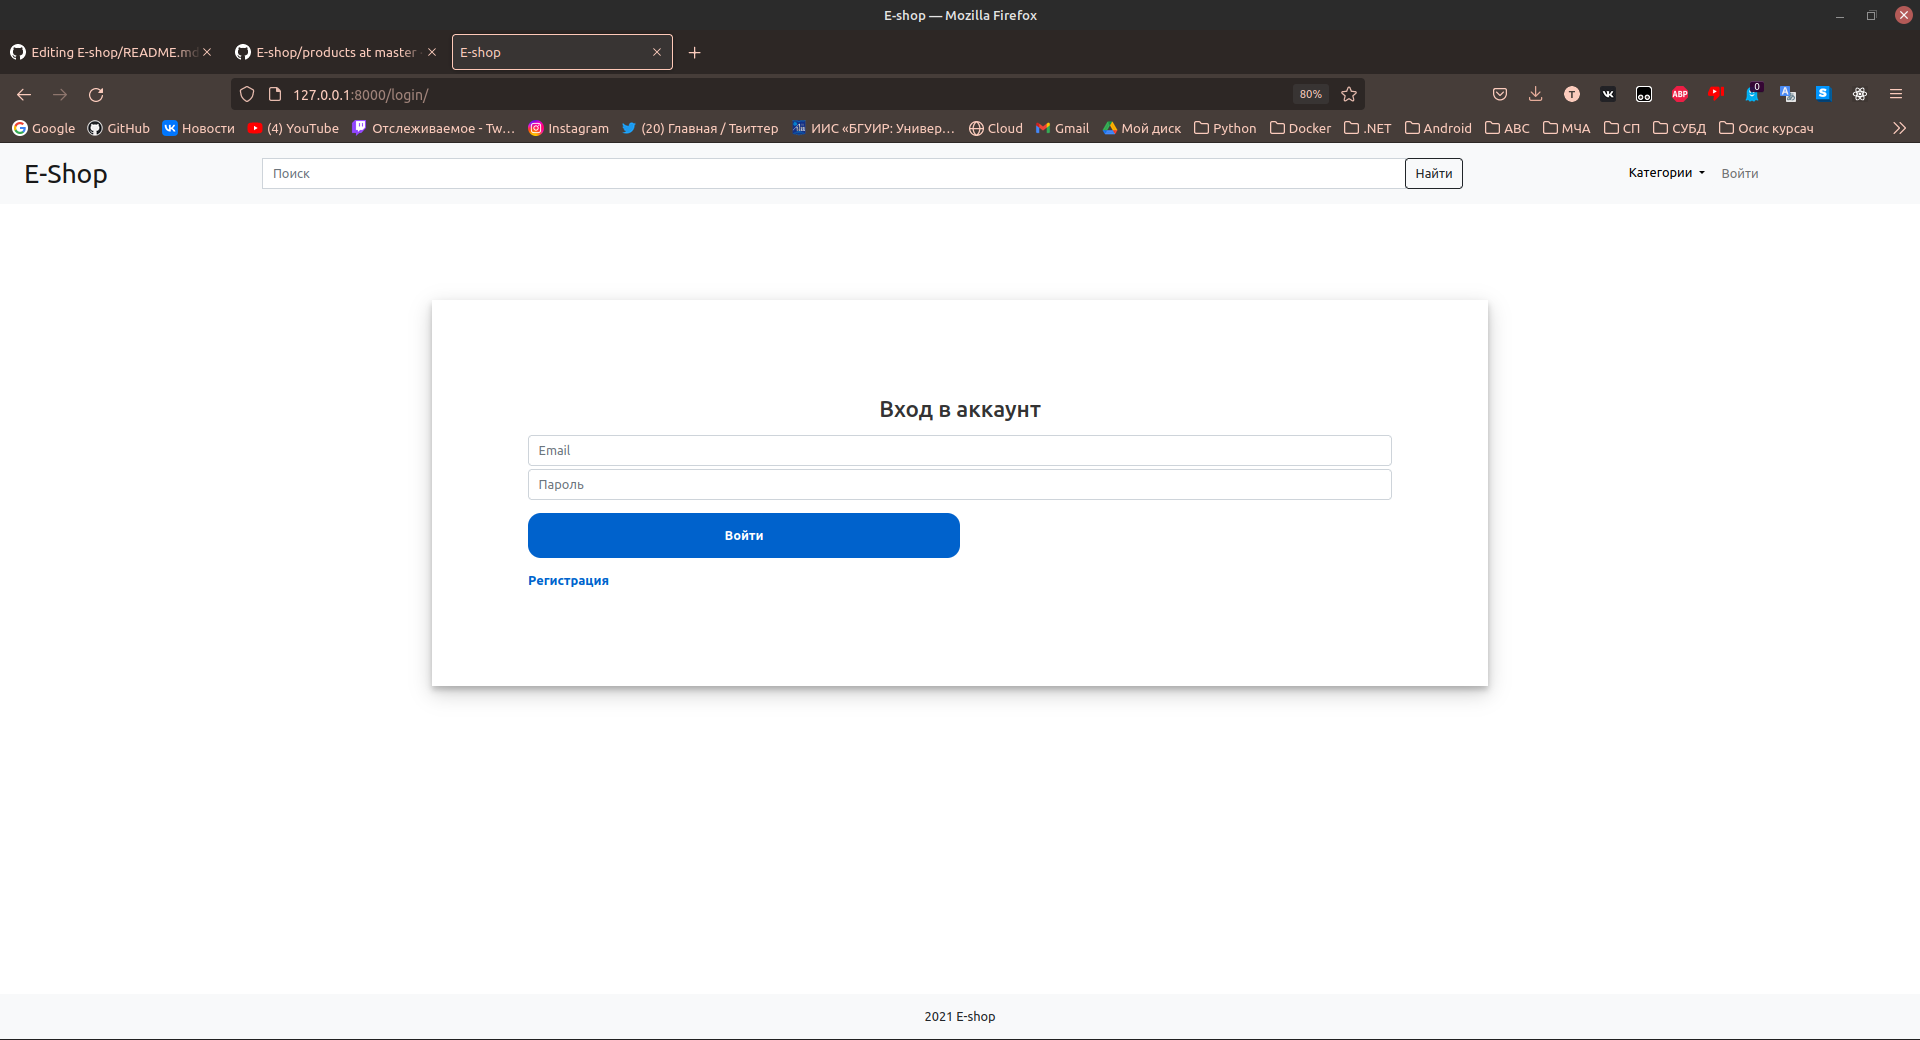 E-shop — Mozilla Firefox
Editing E-shop/README.md
E-shop/products at master
E-shop
127.0.0.1:8000/login/
80%
T
ABP
0
A
S
Google
GitHub
Новости
(4) YouTube
Отслеживаемое - Tw…
Instagram
(20) Главная / Твиттер
ИИС «БГУИР: Универ…
Cloud
Gmail
Мой диск
Python
Docker
.NET
Android
АВС
МЧА
СП
СУБД
Осис курсач
E-Shop
Поиск
Найти
Категории
Войти
Вход в аккаунт
Email
Пароль
Войти
Регистрация
2021 E-shop